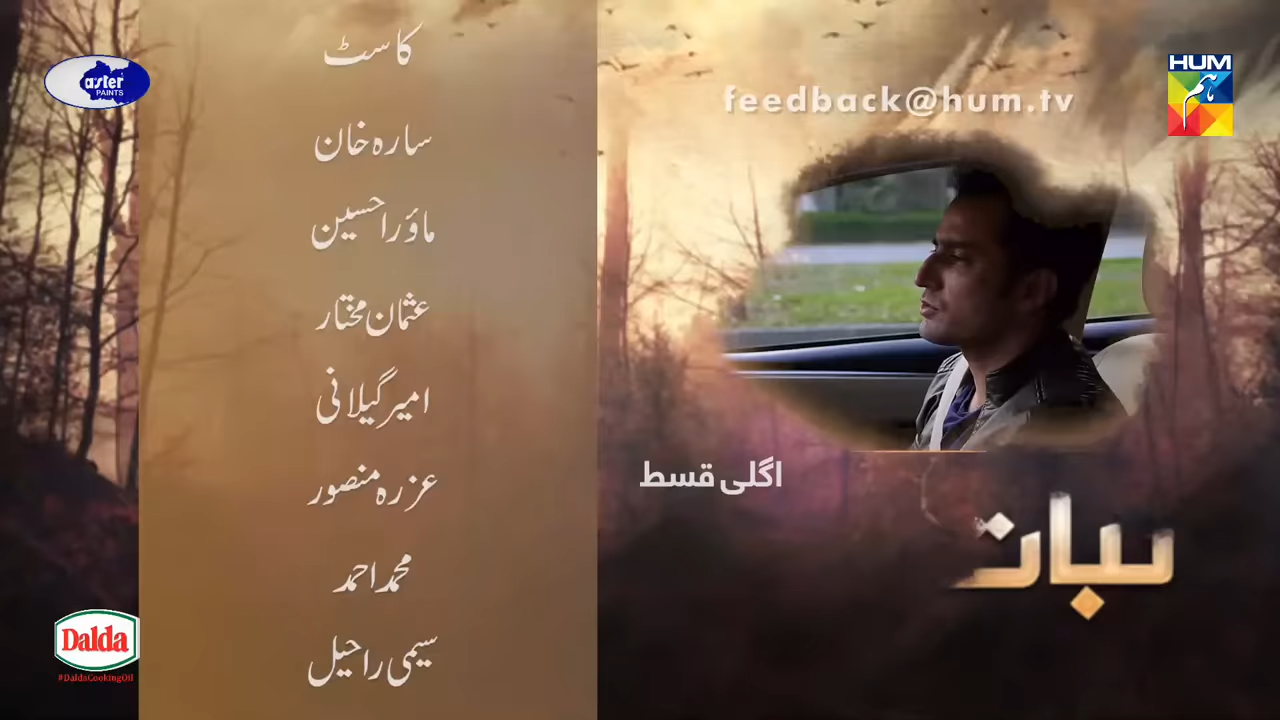 کاسٹ
سارہ خان
ماؤرا حسین
عثمان مختار
امیر گیلانی
عزرہ منصور
محمد احمد
سیمی راحیل
aster
PAINTS
Dalda
#DaldaCookingOil
feedback@hum.tv
HUM
ہم
اگلی قسط